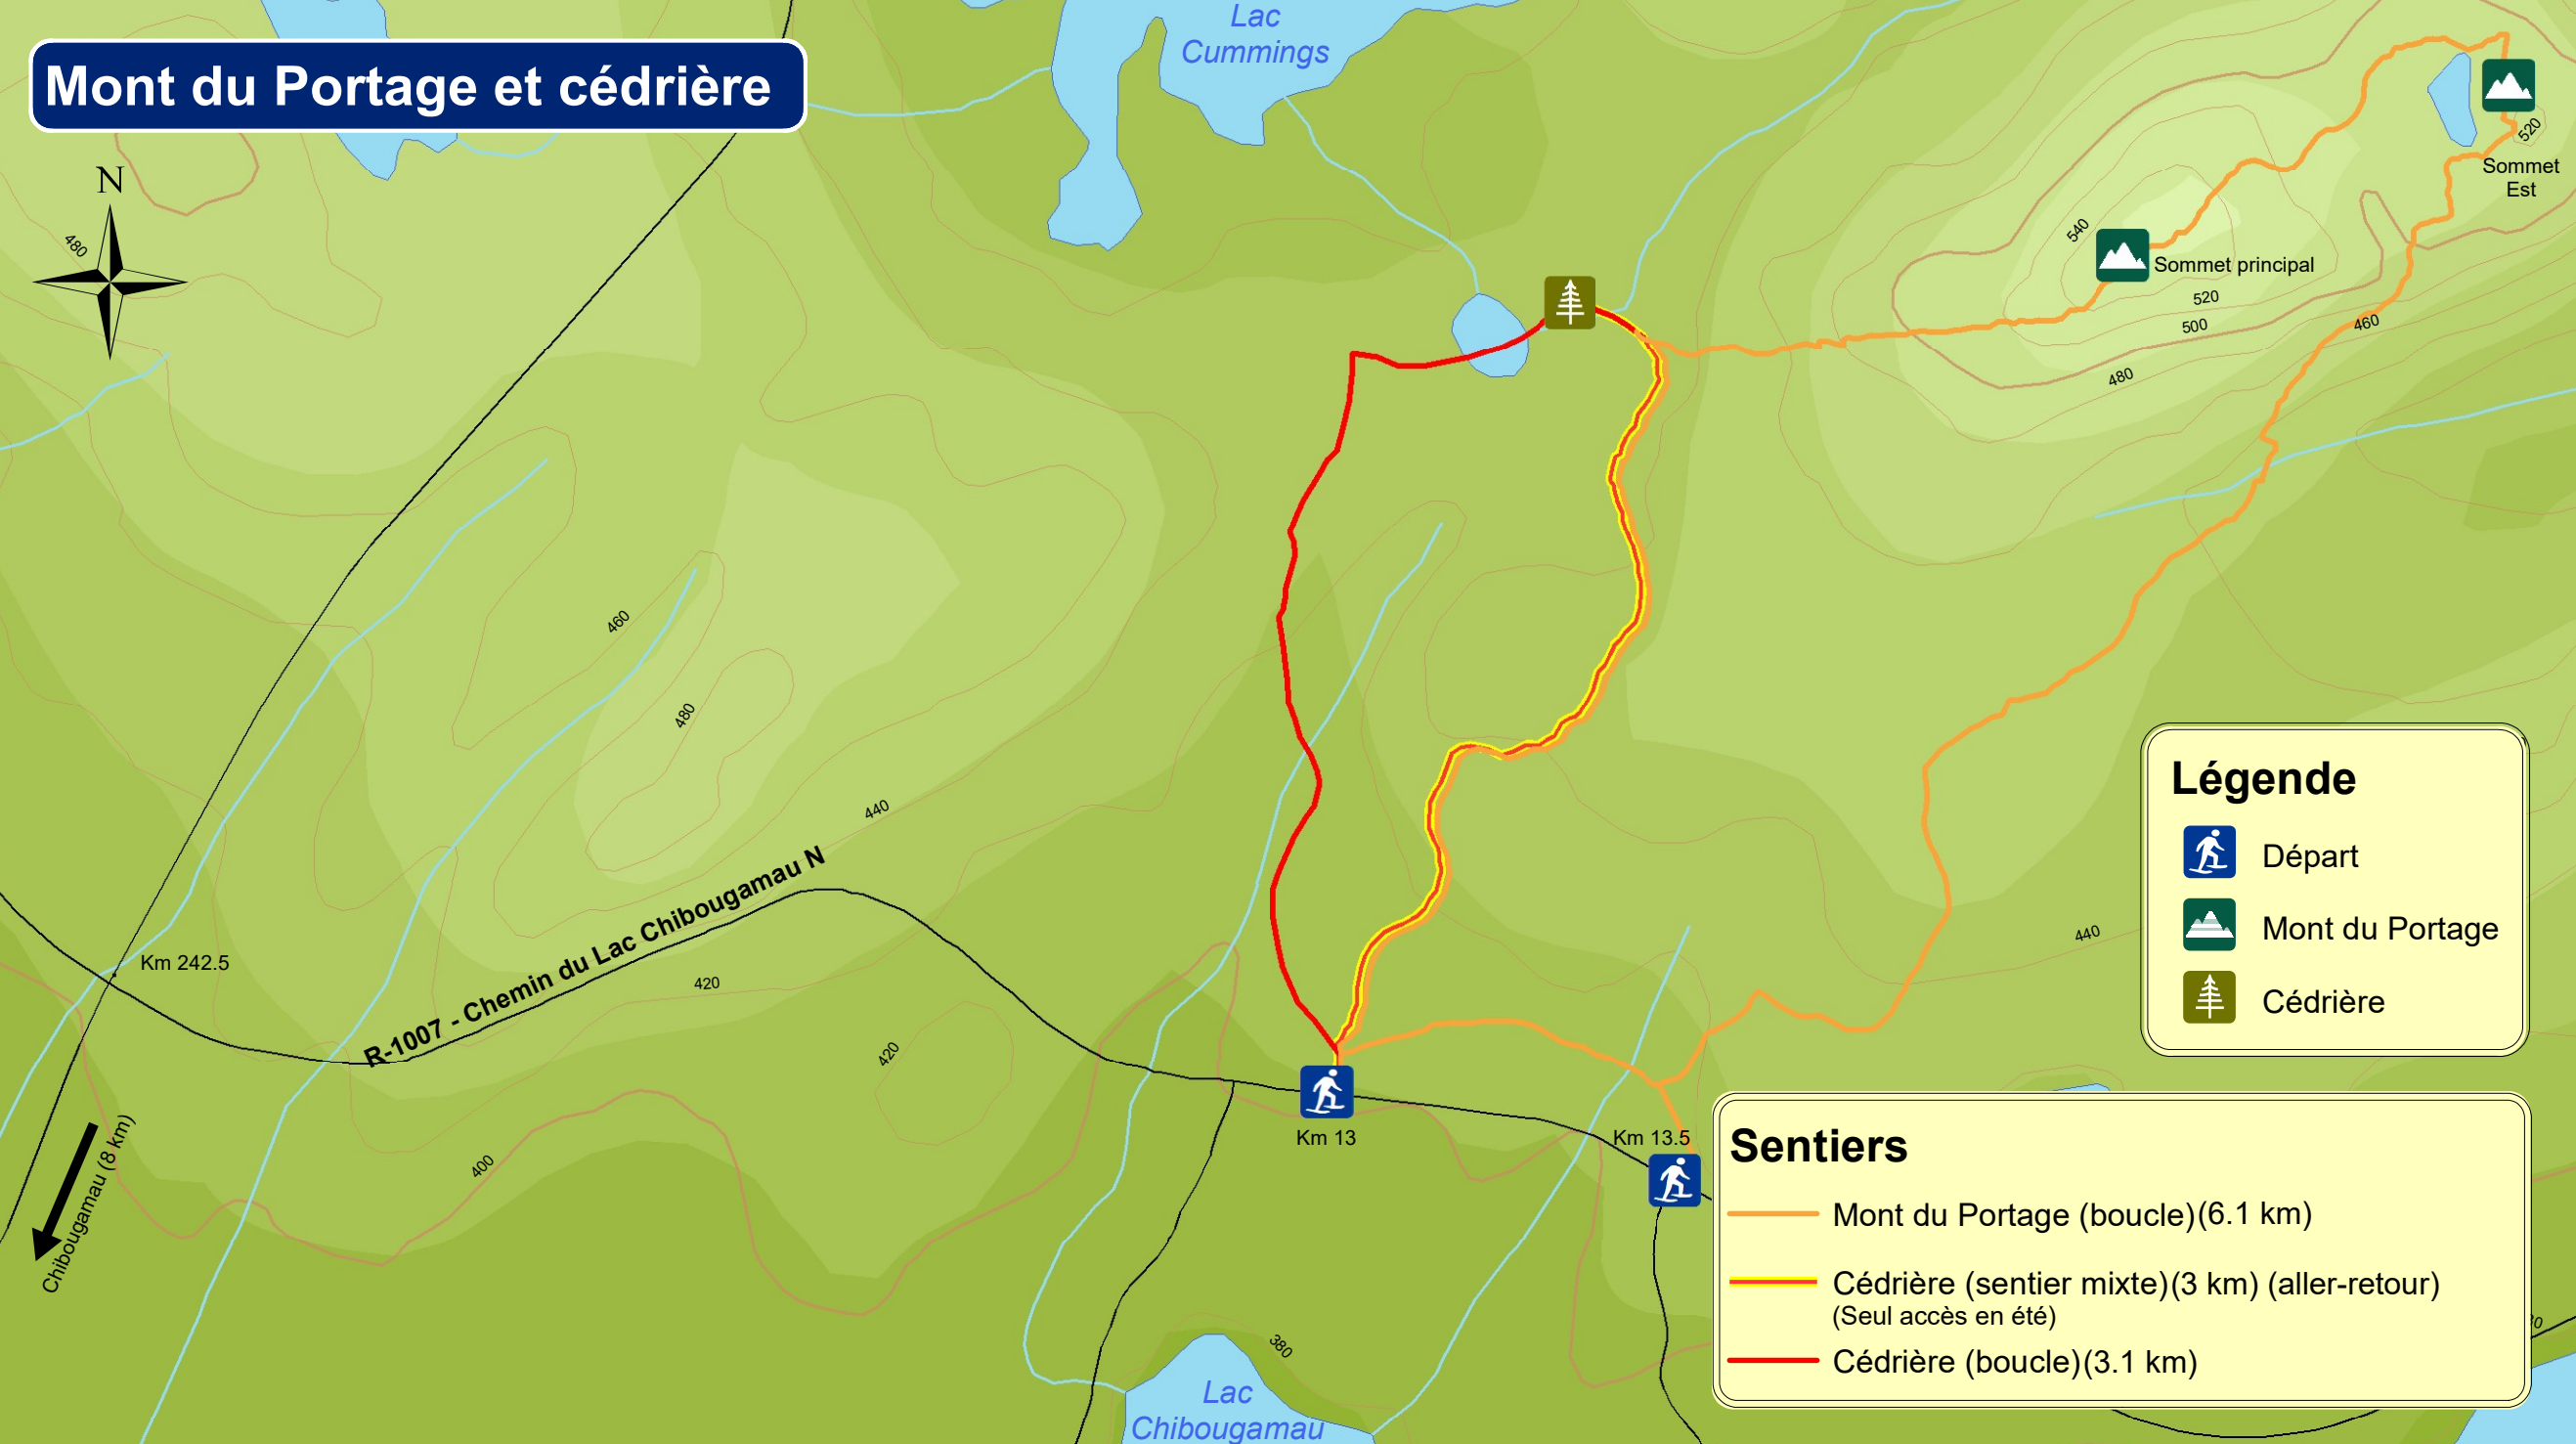 Lac
Cummings
Mont du Portage et cédrière
520
Sommet
Est
N
480
540
Sommet principal
520
500
460
480
460
480
440
Légende
Départ
Mont du Portage
Cédrière
R-1007 - Chemin du Lac Chibougamau N
440
Km 242.5
420
420
Km 13
Km 13.5
400
Chibougamau (8 km)
Sentiers
Mont du Portage (boucle)(6.1 km)
Cédrière (sentier mixte)(3 km) (aller-retour)
(Seul accès en été)
Cédrière (boucle)(3.1 km)
380
Lac
Chibougamau